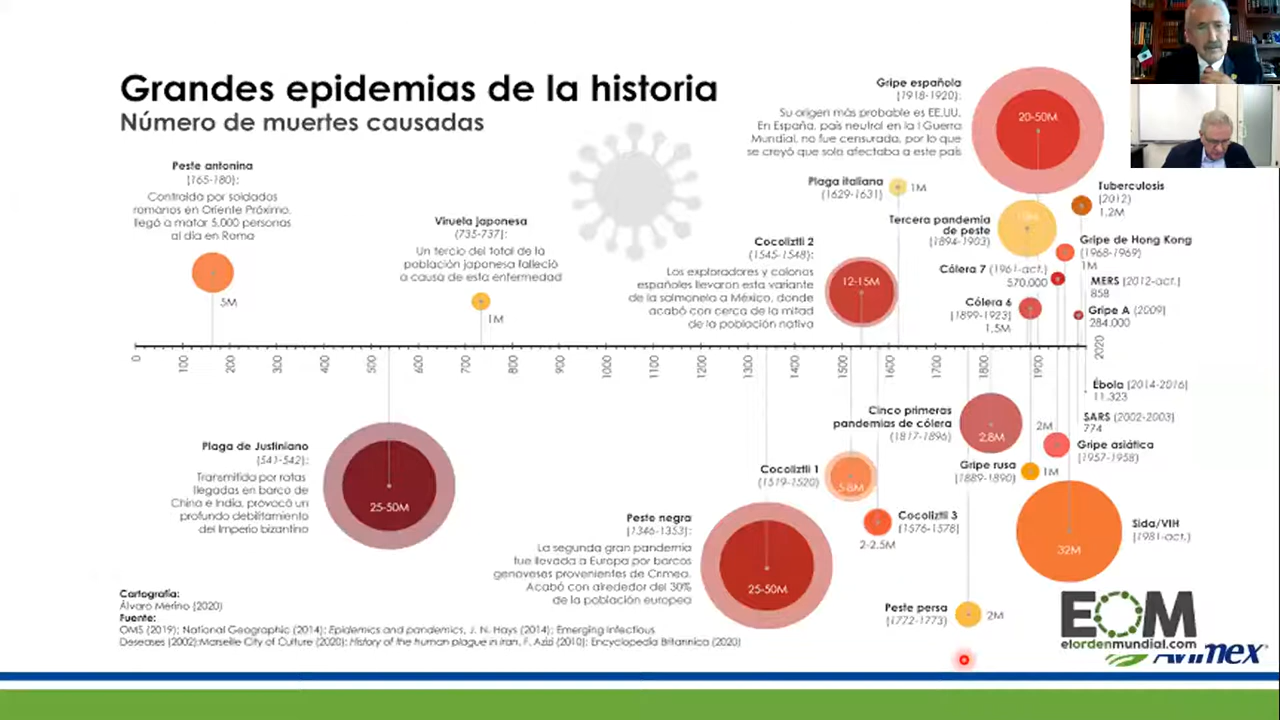 Grandes epidemias de la historia
Número de muertes causadas
Peste antonina
(165-180):
Contraída por soldados
romanos en Oriente Próximo,
llegó a matar 5.000 personas
al día en Roma
5M
Viruela japonesa
(735-737):
Un tercio del total de la
población japonesa falleció
a causa de esta enfermedad
1M
Cocoliztli 2
(1545-1548):
Los exploradores y colonos
españoles llevaron esta variante
de la salmonela a México, donde
acabó con cerca de la mitad
de la población nativa
12-15M
Gripe española
(1918-1920):
Su origen más probable es EE.UU.
En España, país neutral en la I Guerra
Mundial, no fue censurada, por lo que
se creyó que solo afectaba a este país
20-50M
Plaga italiana
(1629-1631)
1M
Tercera pandemia
de peste
(1894-1903)
Cólera 7 (1961-act.)
570.000
Cólera 6
(1899-1923)
1,5M
Tuberculosis
(2012)
1,2M
Gripe de Hong Kong
(1968-1969)
1M
MERS (2012-act.)
858
Gripe A (2009)
284.000
0
100
200
300
400
500
600
700
800
900
1000
1100
1200
1300
1400
1500
1600
1700
1800
1900
2020
Plaga de Justiniano
(541-542):
Transmitida por ratas
llegadas en barco de
China e India, provocó un
profundo debilitamiento
del Imperio bizantino
25-50M
Peste negra
(1346-1353):
La segunda gran pandemia
fue llevada a Europa por barcos
genoveses provenientes de Crimea.
Acabó con alrededor del 30%
de la población europea
25-50M
Cocoliztli 1
(1519-1520)
5-8M
Cocoliztli 3
(1576-1578)
2-2.5M
Cinco primeras
pandemias de cólera
(1817-1896)
2,8M
Gripe rusa
(1889-1890)
1M
Peste persa
(1772-1773)
2M
Ébola (2014-2016)
11.323
SARS (2002-2003)
774
2M
Gripe asiática
(1957-1958)
Sida/VIH
(1981-act.)
32M
Cartografía:
Álvaro Merino (2020)
Fuente:
OMS (2019); National Geographic (2014); Epidemics and pandemics, J. N. Hays (2014); Emerging Infectious
Deseases (2002);Marseille City of Culture (2020); History of the human plague in Iran, F. Azizi (2010); Encyclopedia Britannica (2020)
EOM
elordenmundial.com
Avimex